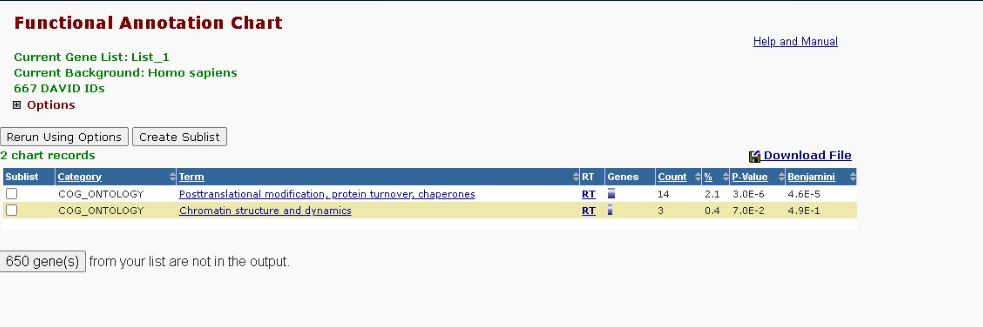 Functional Annotation Chart
Help and Manual
Current Gene List: List_1
Current Background: Homo sapiens
667 DAVID IDs
Options
Rerun Using Options Create Sublist
2 chart records Download File
Sublist Category Term RT Genes Count % P-Value Benjamini
COG_ONTOLOGY Posttranslational modification, protein turnover, chaperones RT 14 2.1 3.0E-6 4.6E-5
COG_ONTOLOGY Chromatin structure and dynamics RT 3 0.4 7.0E-2 4.9E-1
650 gene(s) from your list are not in the output.